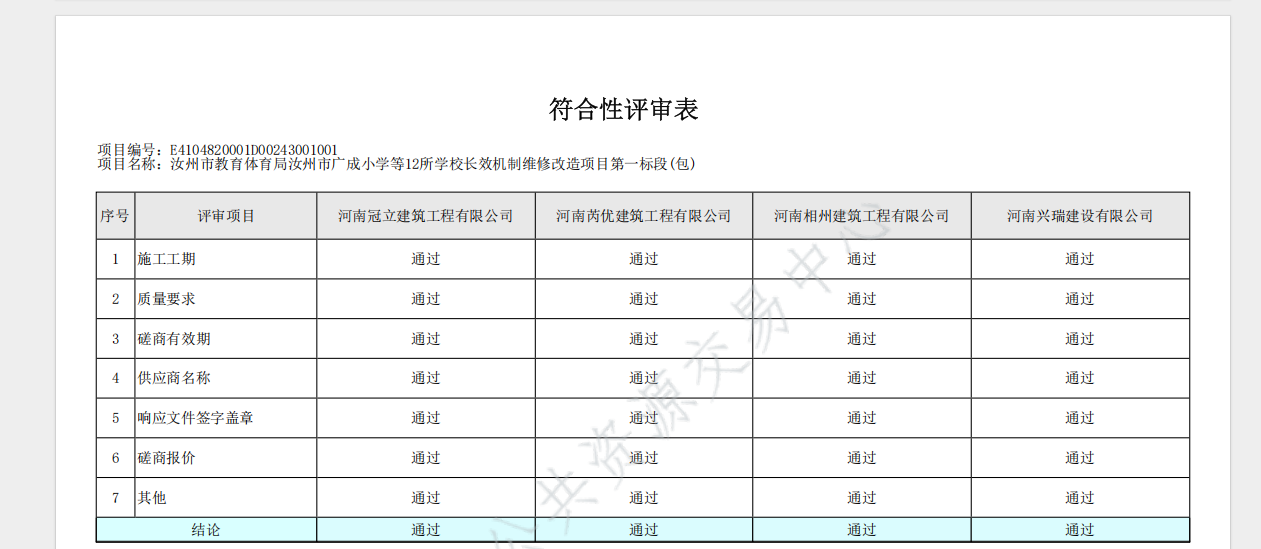 符合性评审表
项目编号：E4104820001D00243001001
项目名称：汝州市教育体育局汝州市广成小学等12所学校长效机制维修改造项目第一标段(包)
序号 评审项目 河南冠立建筑工程有限公司 河南芮优建筑工程有限公司 河南相州建筑工程有限公司 河南兴瑞建设有限公司
1 施工工期 通过 通过 通过 通过
2 质量要求 通过 通过 通过 通过
3 磋商有效期 通过 通过 通过 通过
4 供应商名称 通过 通过 通过 通过
5 响应文件签字盖章 通过 通过 通过 通过
6 磋商报价 通过 通过 通过 通过
7 其他 通过 通过 通过 通过
结论 通过 通过 通过 通过
公共资源交易中心